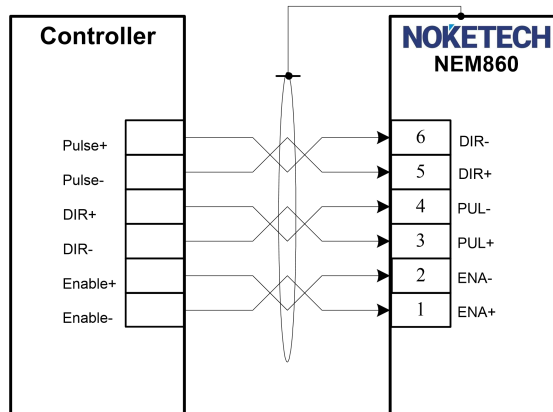 Controller
NOKETECH
NEM860
Pulse+
Pulse-
DIR+
DIR-
Enable+
Enable-
6 DIR-
5 DIR+
4 PUL-
3 PUL+
2 ENA-
1 ENA+